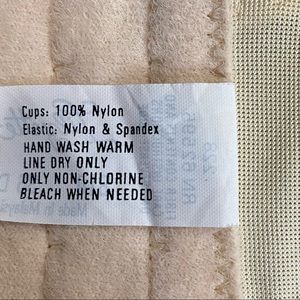 Cups: 100% Nylon
Elastic: Nylon & Spandex
HAND WASH WARM
LINE DRY ONLY
ONLY NON-CHLORINE
BLEACH WHEN NEEDED